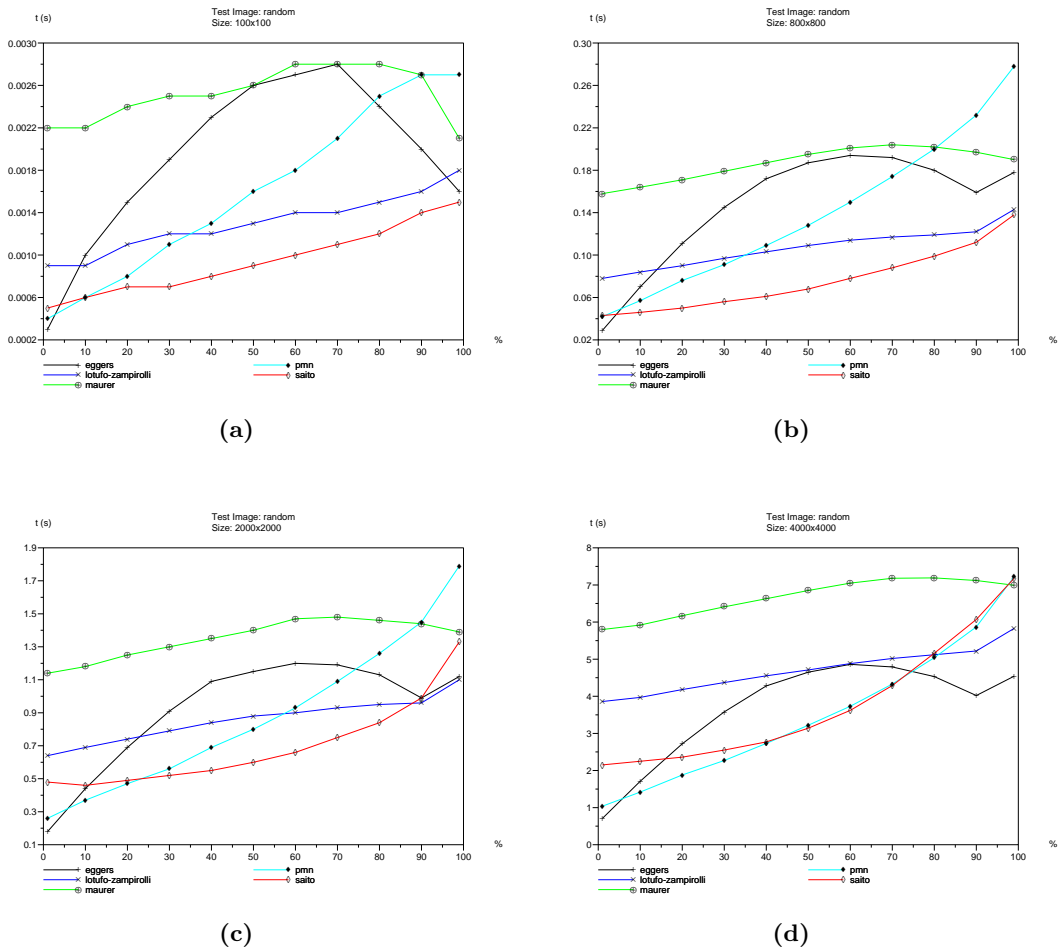 t (s)
Test Image: random
Size: 100x100
0.0030
0.0026
0.0022
0.0018
0.0014
0.0010
0.0006
0.0002
0 10 20 30 40 50 60 70 80 90 100
%
eggers pmn
lotufo-zampirolli saito
maurer
(a)
t (s)
Test Image: random
Size: 800x800
0.30
0.26
0.22
0.18
0.14
0.10
0.06
0.02
0 10 20 30 40 50 60 70 80 90 100
%
eggers pmn
lotufo-zampirolli saito
maurer
(b)
t (s)
Test Image: random
Size: 2000x2000
1.9
1.7
1.5
1.3
1.1
0.9
0.7
0.5
0.3
0.1
0 10 20 30 40 50 60 70 80 90 100
%
eggers pmn
lotufo-zampirolli saito
maurer
(c)
t (s)
Test Image: random
Size: 4000x4000
8
7
6
5
4
3
2
1
0
0 10 20 30 40 50 60 70 80 90 100
%
eggers pmn
lotufo-zampirolli saito
maurer
(d)